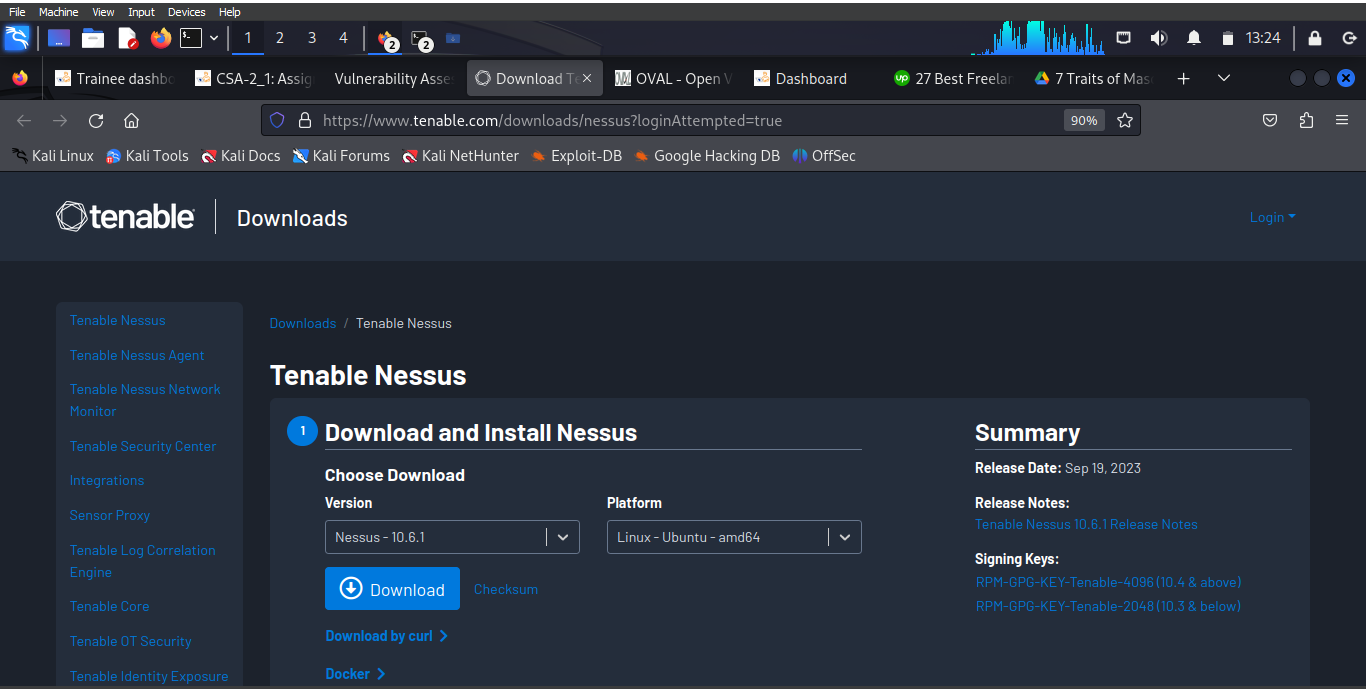 File Machine View Input Devices Help
1 2 3 4 2 2 13:24
Trainee dashbo CSA-2_1: Assig Vulnerability Asse Download Te OVAL - Open V Dashboard up 27 Best Freelan 7 Traits of Mas
https://www.tenable.com/downloads/nessus?loginAttempted=true 90%
Kali Linux Kali Tools Kali Docs Kali Forums Kali NetHunter Exploit-DB Google Hacking DB OffSec
tenable Downloads Login
Tenable Nessus
Tenable Nessus Agent
Tenable Nessus Network
Monitor
Tenable Security Center
Integrations
Sensor Proxy
Tenable Log Correlation
Engine
Tenable Core
Tenable OT Security
Tenable Identity Exposure
Downloads / Tenable Nessus
Tenable Nessus
1 Download and Install Nessus
Choose Download
Version Platform
Nessus - 10.6.1 Linux - Ubuntu - amd64
Download Checksum
Download by curl
Docker
Summary
Release Date: Sep 19, 2023
Release Notes:
Tenable Nessus 10.6.1 Release Notes
Signing Keys:
RPM-GPG-KEY-Tenable-4096 (10.4 & above)
RPM-GPG-KEY-Tenable-2048 (10.3 & below)